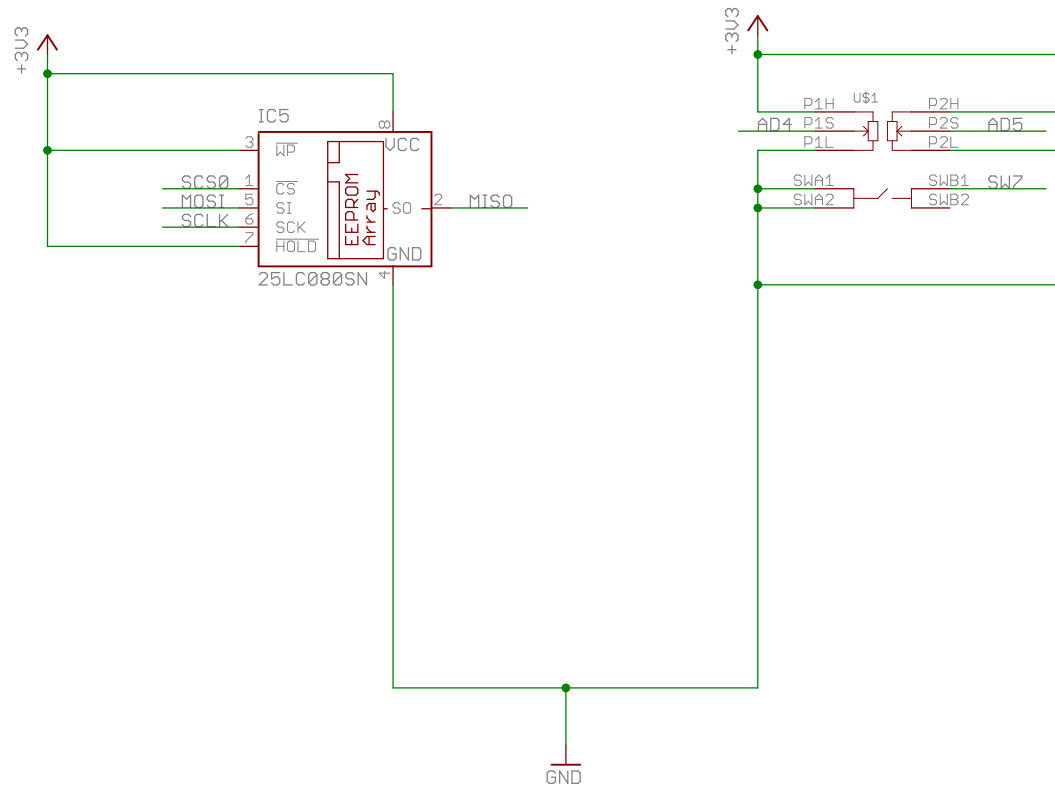 +3V3
IC5
8
VCC
3 WP
SCS0 1 CS
MOSI 5 SI
SCLK 6 SCK
7 HOLD
EEPROM
Array
SO 2 MISO
GND
4
25LC080SN
+3V3
U$1
P1H P2H
AD4 P1S P2S AD5
P1L P2L
SWA1 SWB1 SW7
SWA2 SWB2
GND